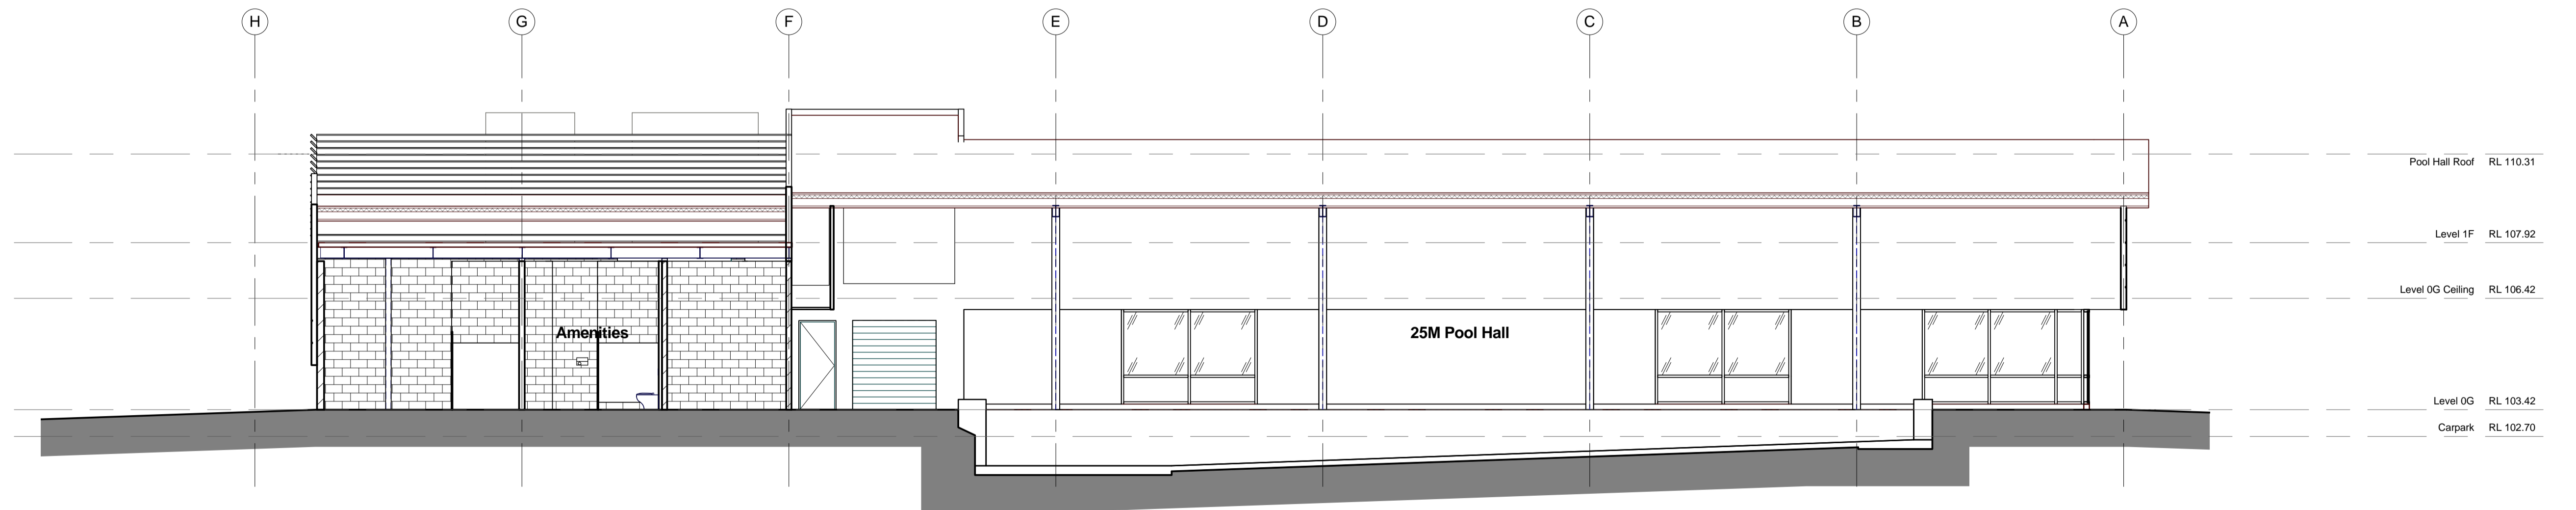 H G F E D C B A
Pool Hall Roof RL 110.31
Level 1F RL 107.92
Level 0G Ceiling RL 106.42
Amenities 25M Pool Hall
Level 0G RL 103.42
Carpark RL 102.70